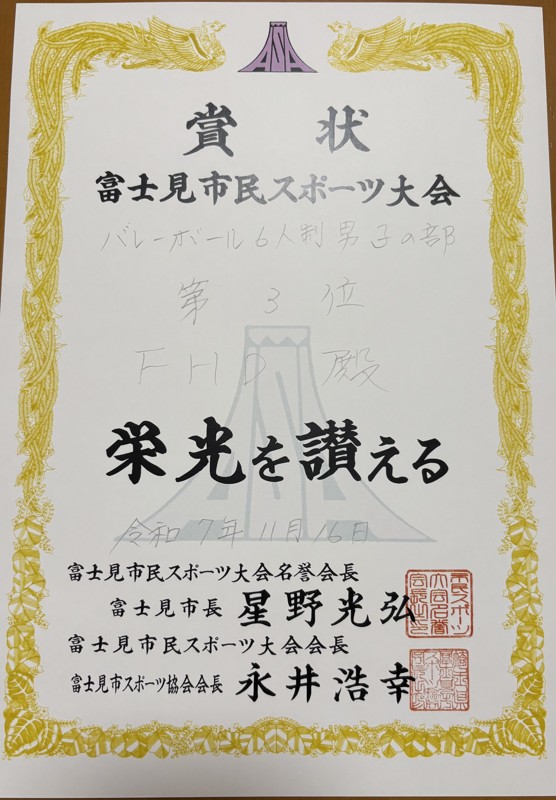 賞状
富士見市民スポーツ大会
バレーボール6人制男子の部
第3位
FHD 殿
栄光を讃える
令和7年11月16日
富士見市民スポーツ大会名誉会長
富士見市長 星野光弘
富士見市民スポーツ大会会長
富士見市スポーツ協会会長 永井浩幸